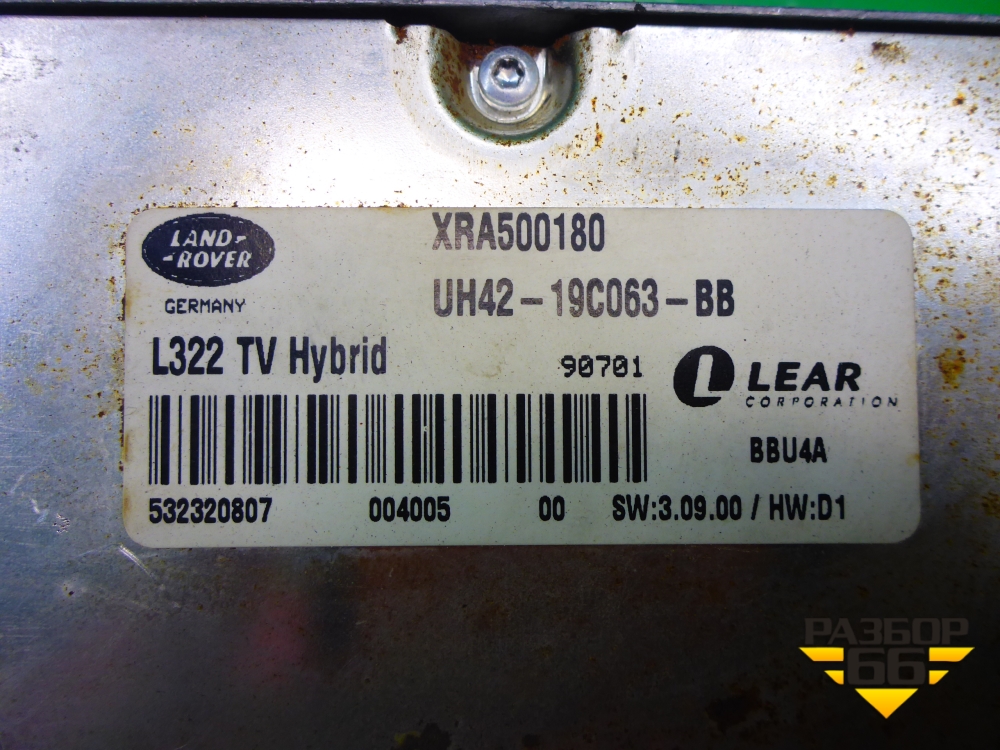 LAND-
-ROVER
GERMANY
XRA500180
UH42-19C063-BB
L322 TV Hybrid
90701
LEAR
CORPORATION
BBU4A
532320807 004005 00 SW:3.09.00 / HW:D1
РАЗБОР
66